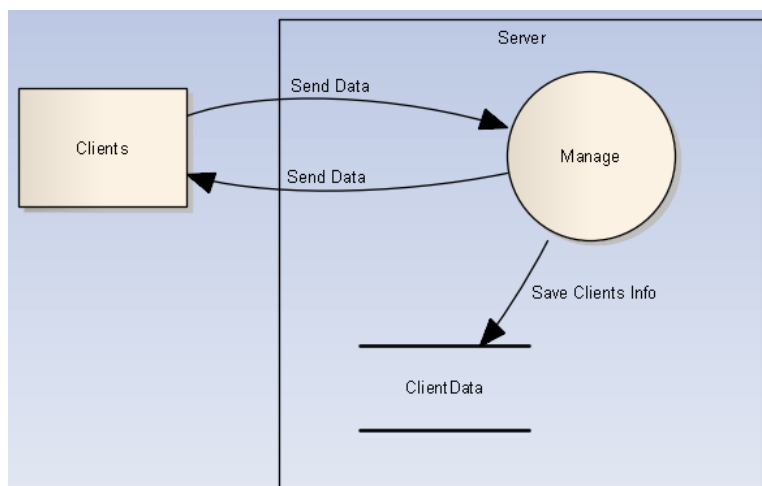 Server
Send Data
Clients
Manage
Send Data
Save Clients Info
ClientData